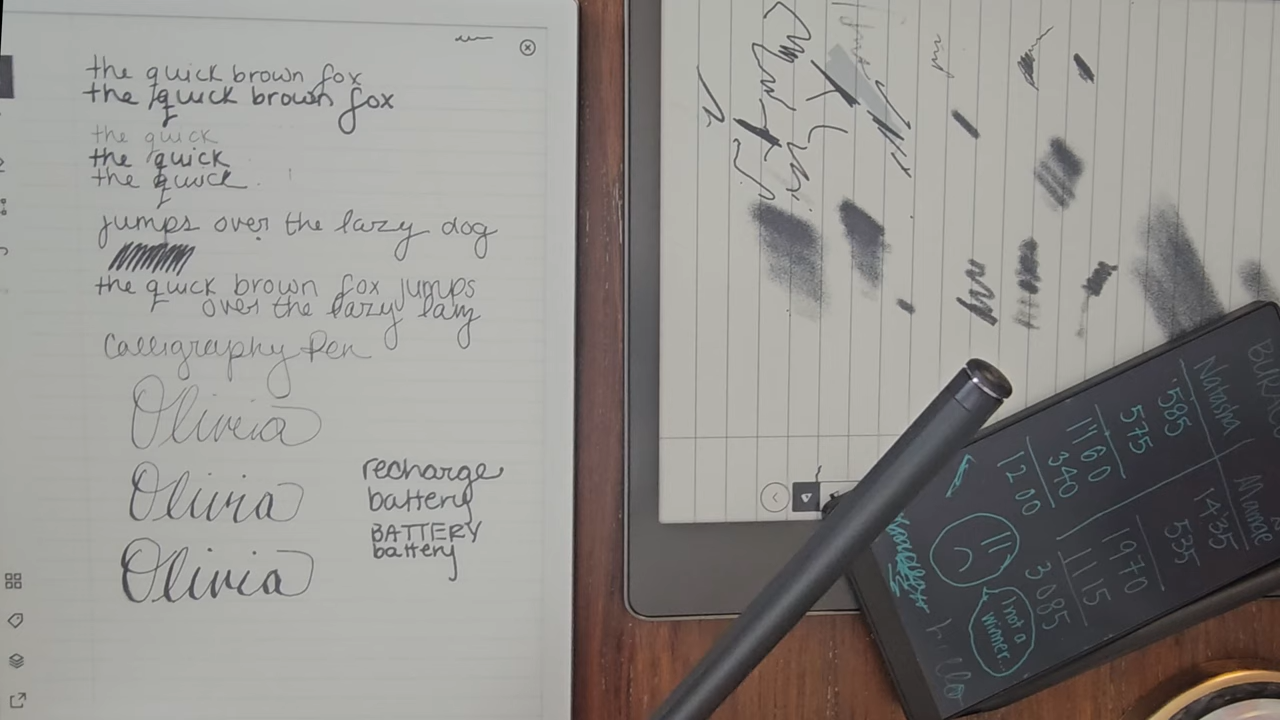 the quick brown fox
the quick brown fox
the quick
the quick
the quick
jumps over the lazy dog
the quick brown fox jumps
over the lazy lazy
Calligraphy Pen
Olivia
Olivia
Olivia
recharge
battery
BATTERY
battery
Natasha
585
575
1160
340
1200
1435
535
1970
1115
3085
not a
winner...
hello